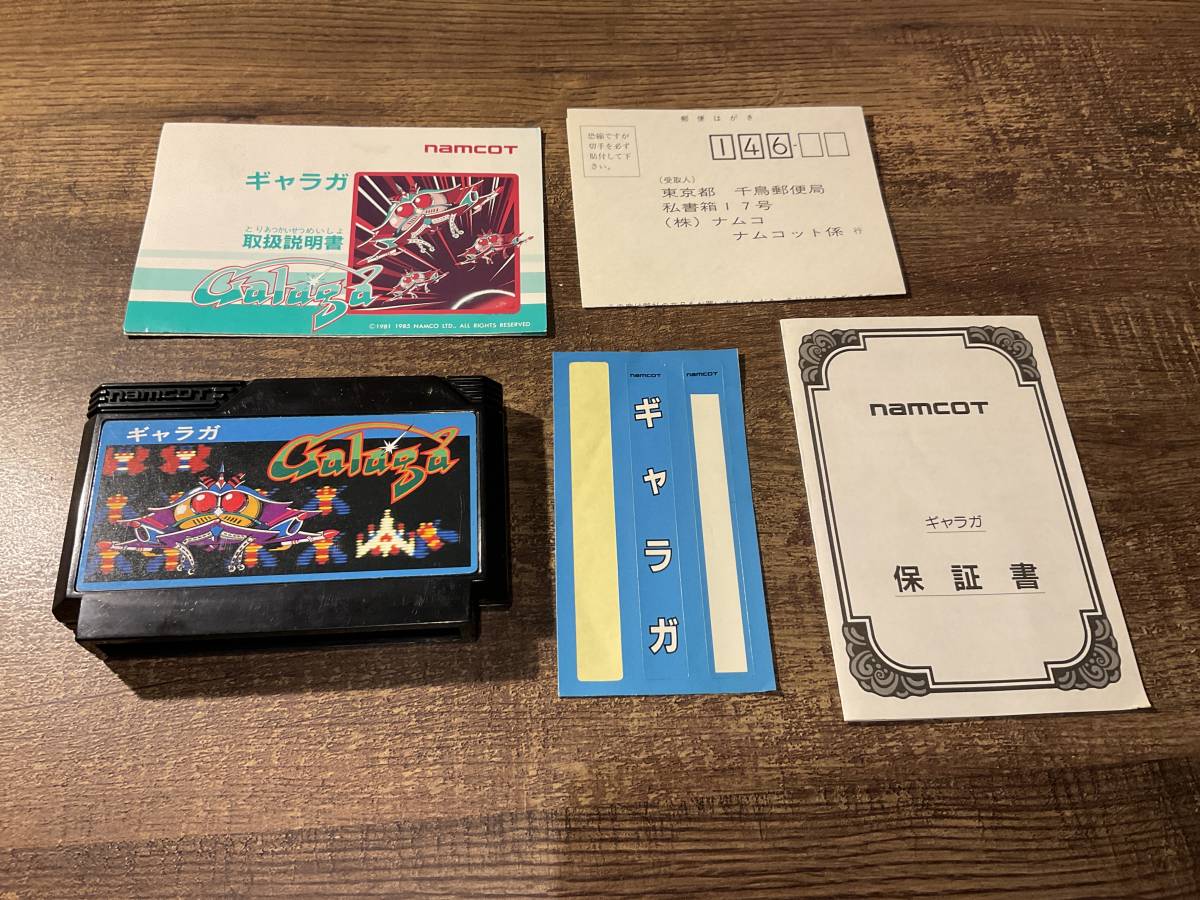 namcoT
ギャラガ
とりあつかいせつめいしょ
取扱説明書
Galaga
©1981 1985 NAMCO LTD., ALL RIGHTS RESERVED
郵便はがき
恐縮ですが
切手を必ず
貼付して下
さい。
146-
(受取人)
東京都 千鳥郵便局
私書箱17号
(株)ナムコ
ナムコット係 行
namcoT
ギャラガ
Galaga
namcoT
ギャラガ
namcoT
namcoT
ギャラガ
保証書